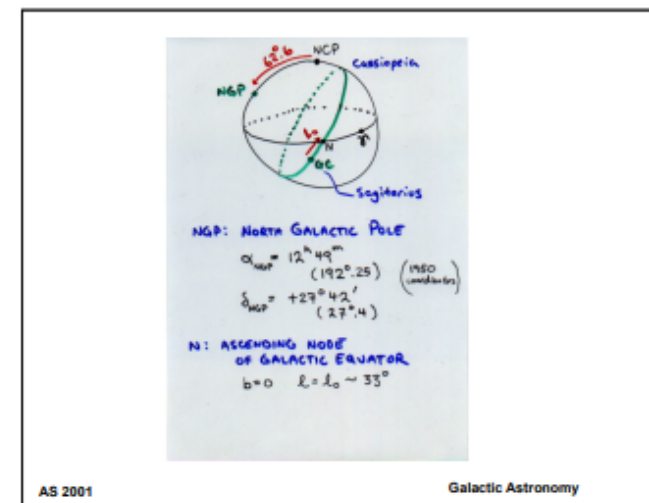 62°.6
NCP
Cassiopeia
NGP
l₀
N
γ
GC
Sagitarius
NGP: NORTH GALACTIC POLE
α_NGP = 12ʰ 49ᵐ
(192°.25)
(1950 coordinates)
δ_NGP = +27° 42'
(27°.4)
N: ASCENDING NODE
OF GALACTIC EQUATOR
b=0 l=l₀ ~ 33°
AS 2001
Galactic Astronomy